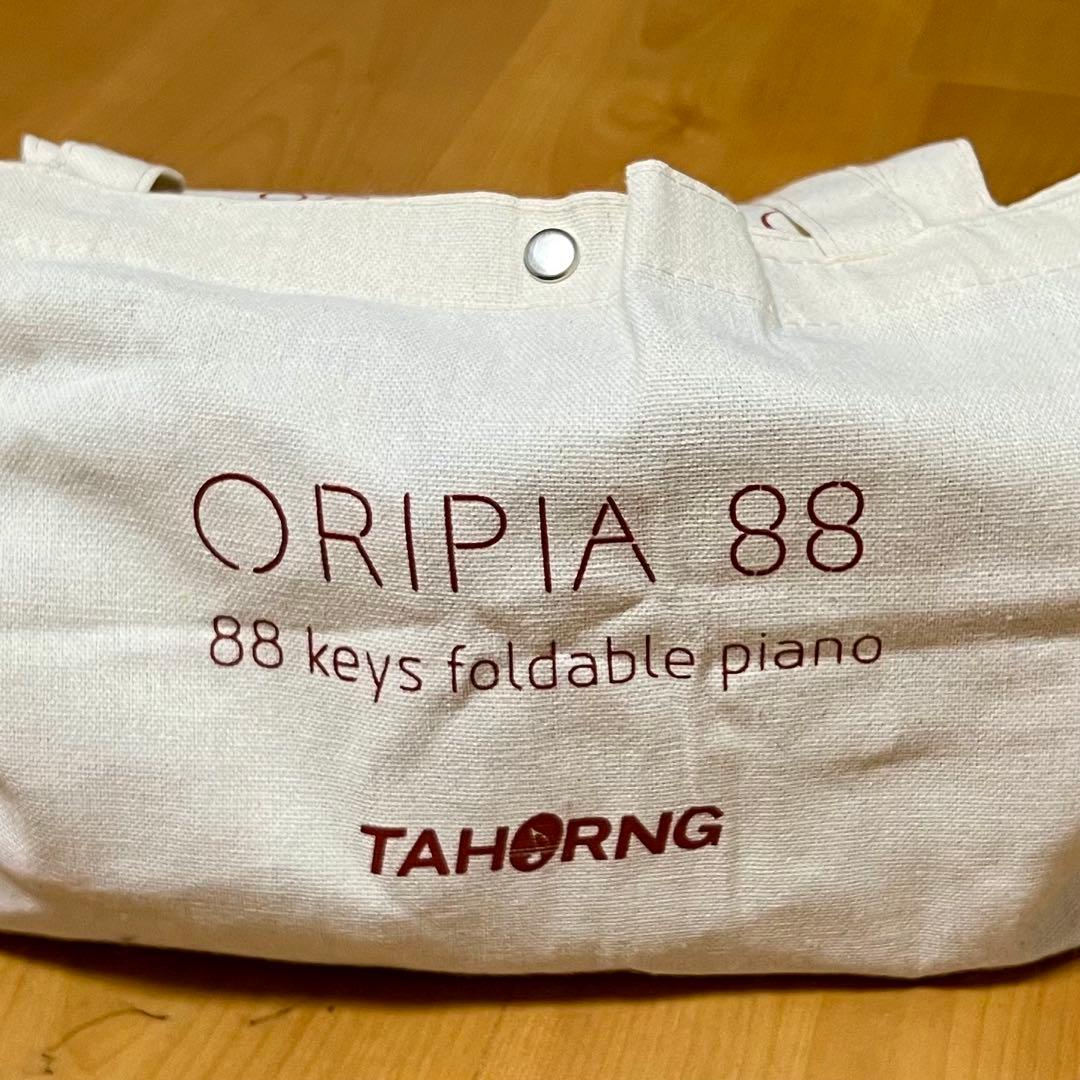 ORIPIA 88
88 keys foldable piano
TAHORNG